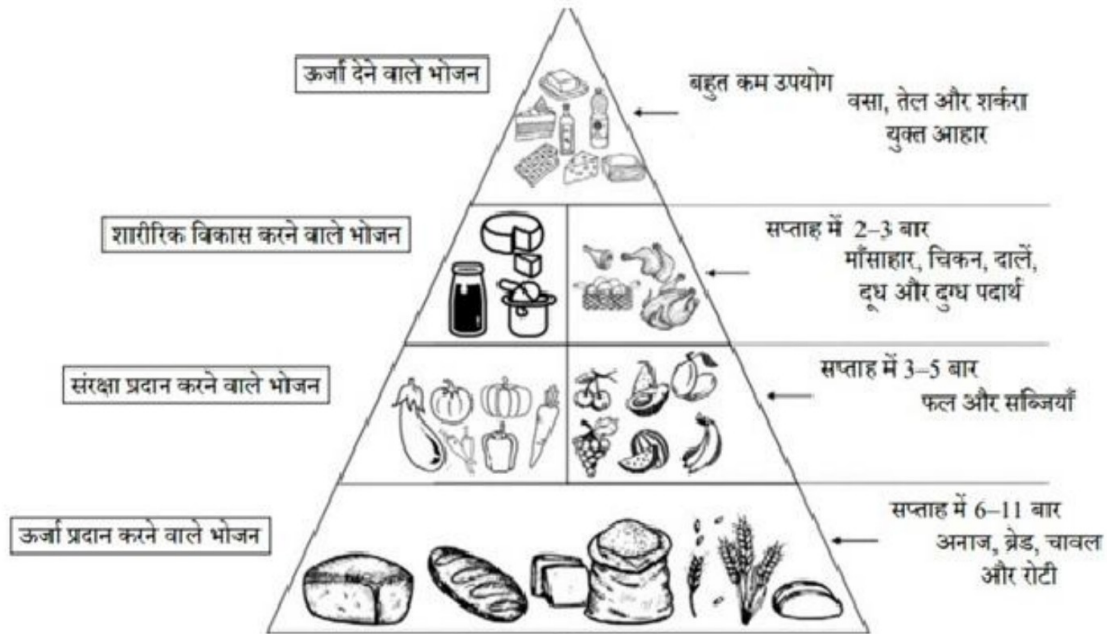 ऊर्जा देने वाले भोजन
बहुत कम उपयोग
वसा, तेल और शर्करा
युक्त आहार
शारीरिक विकास करने वाले भोजन
सप्ताह में 2–3 बार
माँसाहार, चिकन, दालें,
दूध और दुग्ध पदार्थ
संरक्षा प्रदान करने वाले भोजन
सप्ताह में 3–5 बार
फल और सब्जियाँ
ऊर्जा प्रदान करने वाले भोजन
सप्ताह में 6–11 बार
अनाज, ब्रेड, चावल
और रोटी